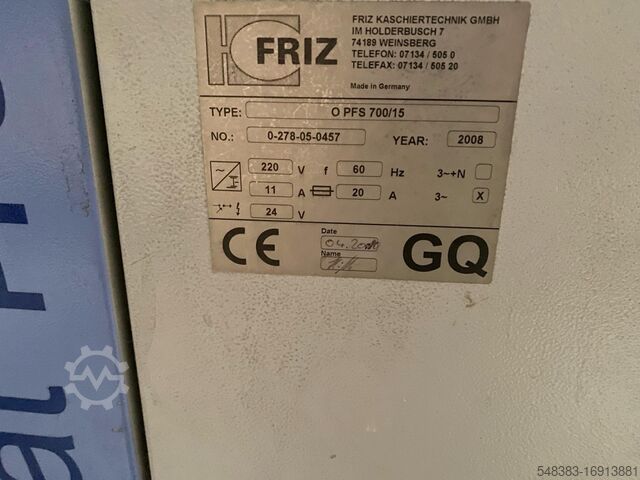 FRIZ
FRIZ KASCHIERTECHNIK GMBH
IM HOLDERBUSCH 7
74189 WEINSBERG
TELEFON: 07134 / 505 0
TELEFAX: 07134 / 505 20
Made in Germany
TYPE: O PFS 700/15
NO.: 0-278-05-0457 YEAR: 2008
220 V f 60 Hz 3~+N
11 A 20 A 3~ X
24 V
CE Date GQ
Name
548383-16913881